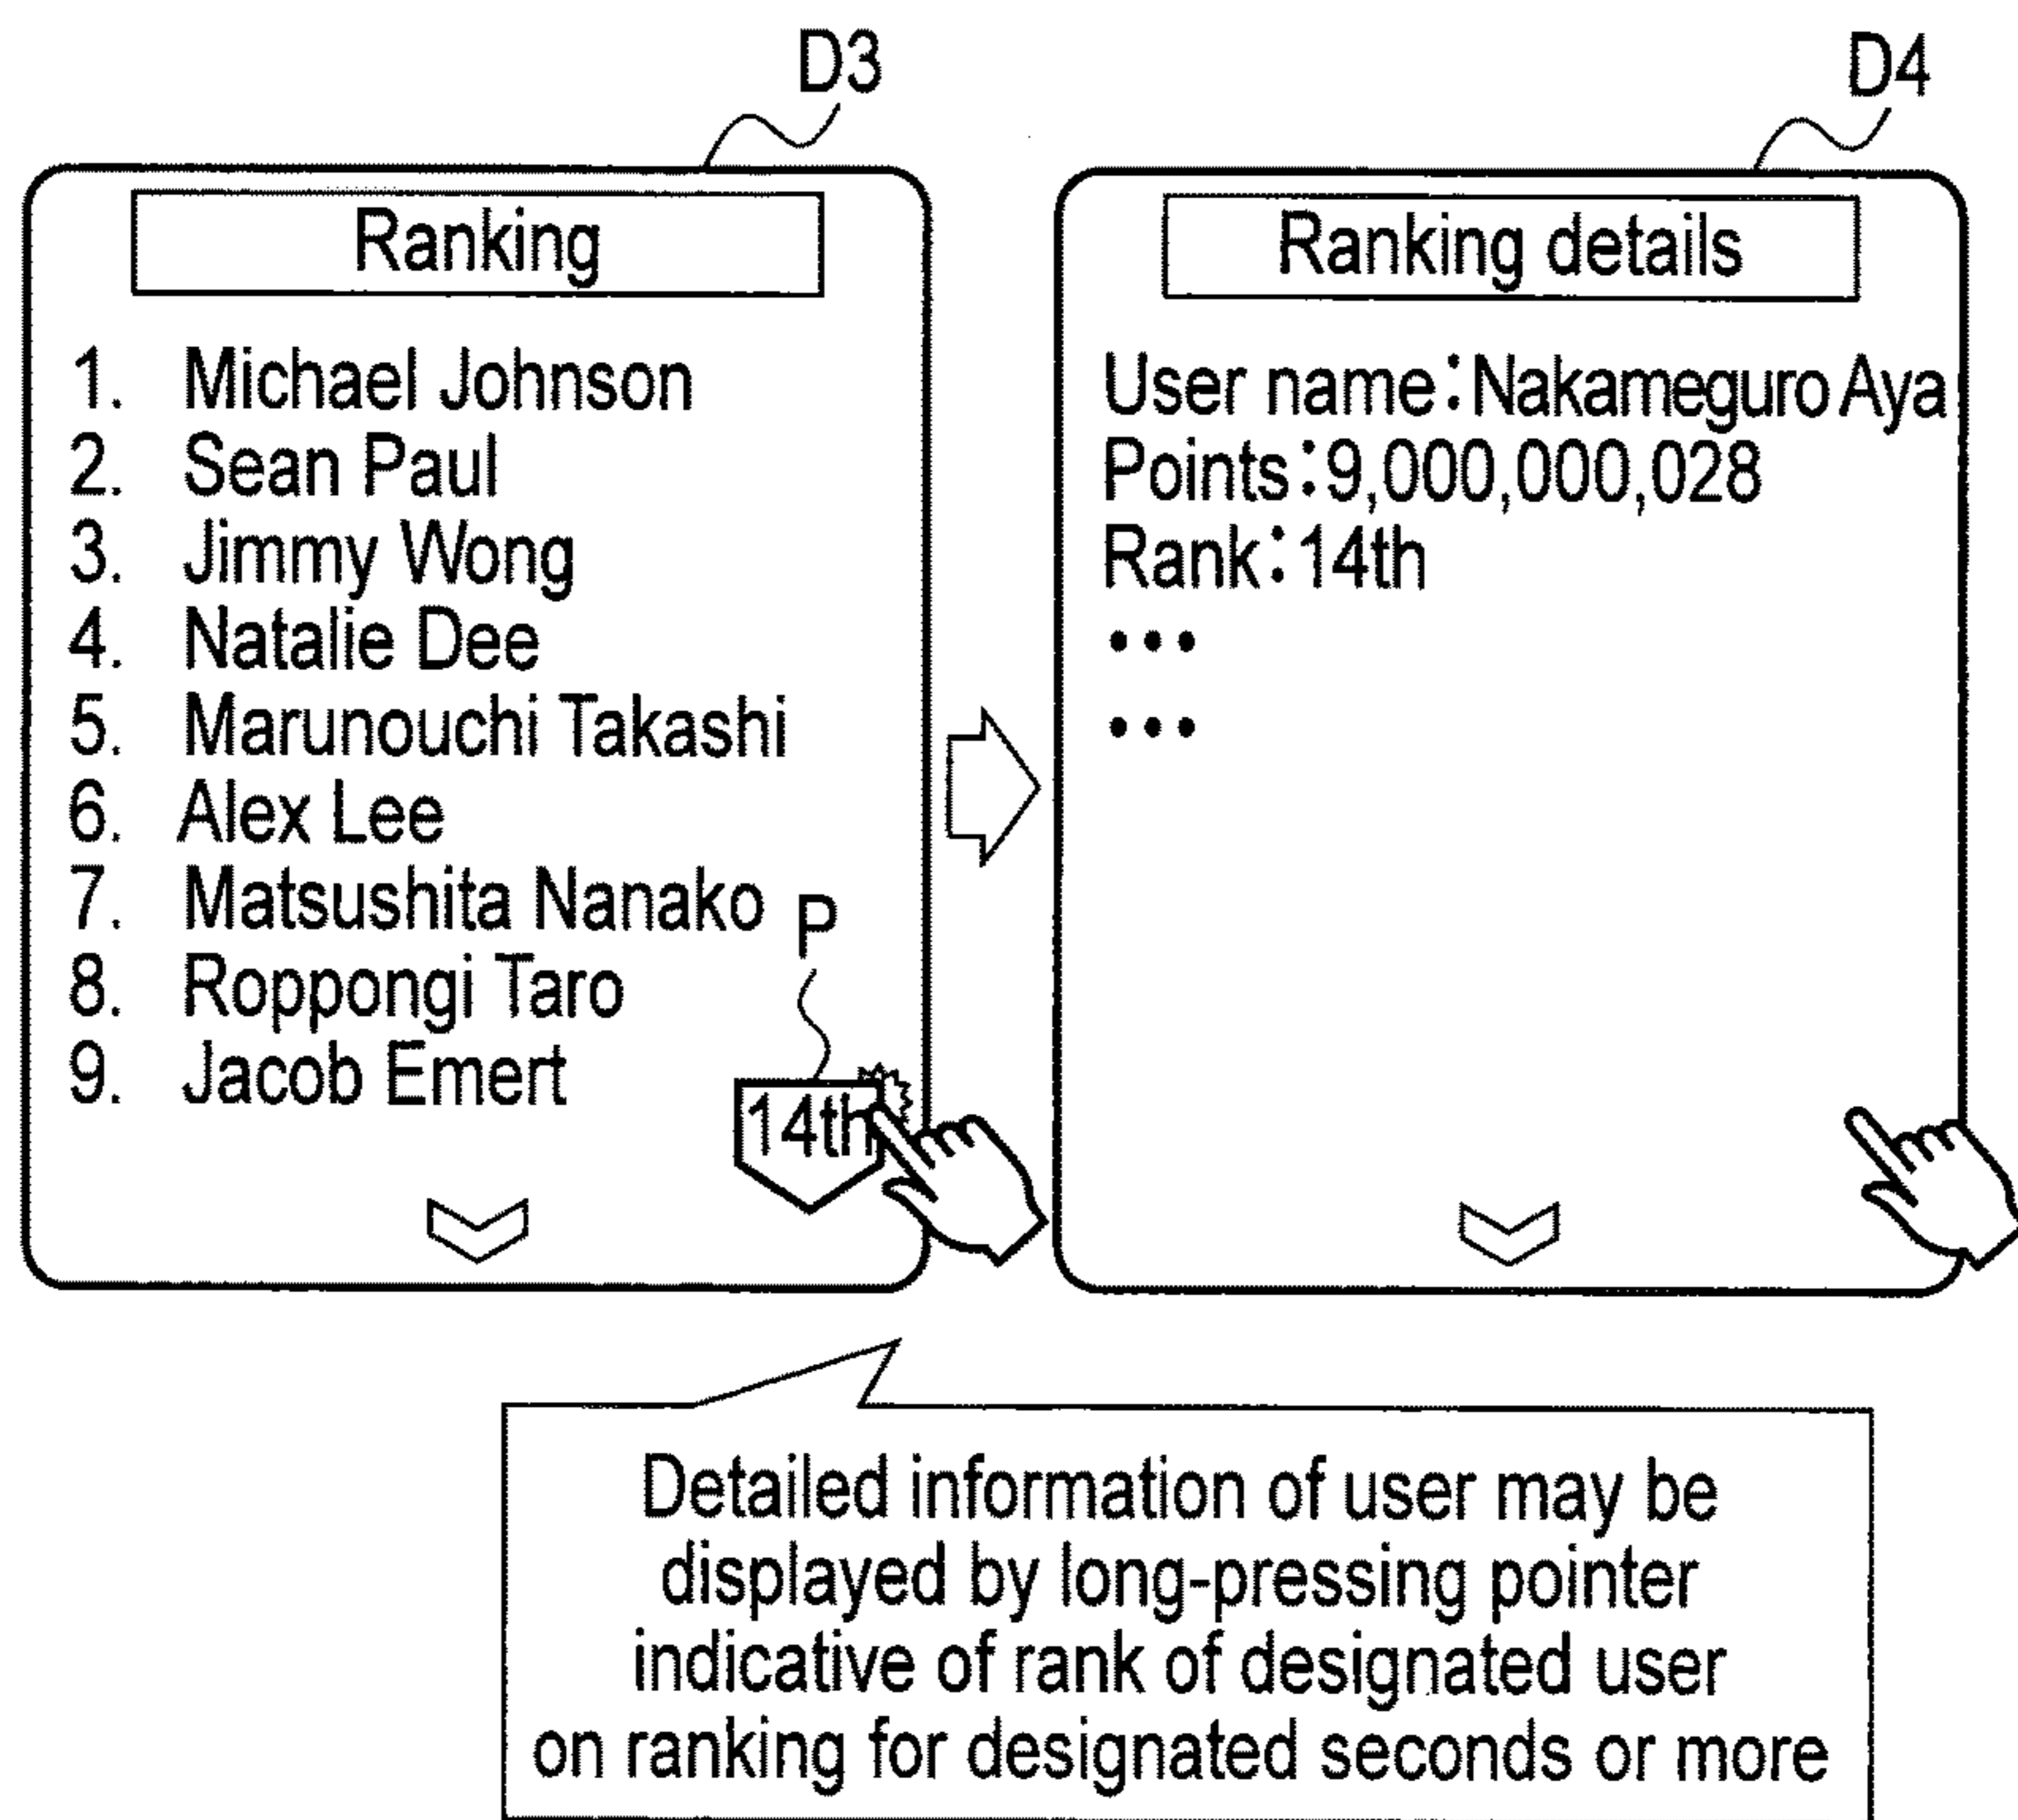 D3
Ranking
1. Michael Johnson
2. Sean Paul
3. Jimmy Wong
4. Natalie Dee
5. Marunouchi Takashi
6. Alex Lee
7. Matsushita Nanako
8. Roppongi Taro
9. Jacob Emert
P
14th
D4
Ranking details
User name:Nakameguro Aya
Points:9,000,000,028
Rank:14th
•••
•••
Detailed information of user may be
displayed by long-pressing pointer
indicative of rank of designated user
on ranking for designated seconds or more